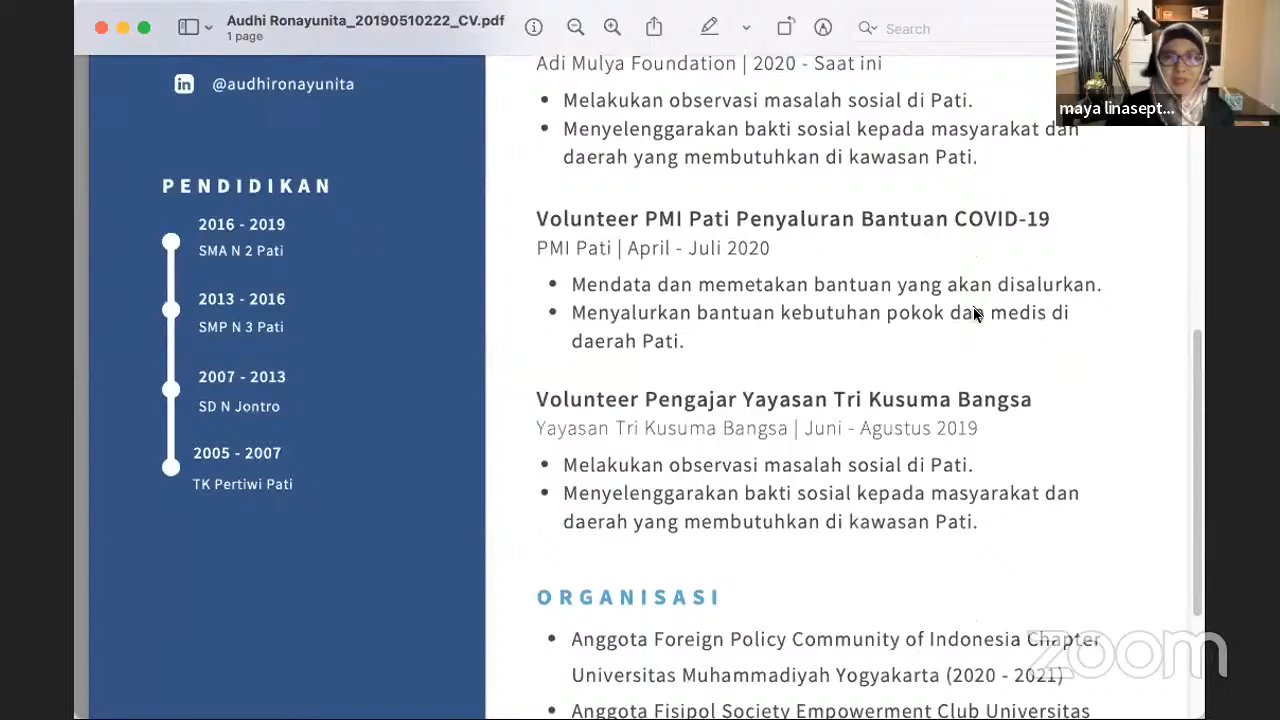 Audhi Ronayunita_20190510222_CV.pdf
1 page
Search
maya linasept...
in @audhironayunita
PENDIDIKAN
2016 - 2019
SMA N 2 Pati
2013 - 2016
SMP N 3 Pati
2007 - 2013
SD N Jontro
2005 - 2007
TK Pertiwi Pati
Adi Mulya Foundation | 2020 - Saat ini
• Melakukan observasi masalah sosial di Pati.
• Menyelenggarakan bakti sosial kepada masyarakat dan
daerah yang membutuhkan di kawasan Pati.
Volunteer PMI Pati Penyaluran Bantuan COVID-19
PMI Pati | April - Juli 2020
• Mendata dan memetakan bantuan yang akan disalurkan.
• Menyalurkan bantuan kebutuhan pokok dan medis di
daerah Pati.
Volunteer Pengajar Yayasan Tri Kusuma Bangsa
Yayasan Tri Kusuma Bangsa | Juni - Agustus 2019
• Melakukan observasi masalah sosial di Pati.
• Menyelenggarakan bakti sosial kepada masyarakat dan
daerah yang membutuhkan di kawasan Pati.
ORGANISASI
• Anggota Foreign Policy Community of Indonesia Chapter
Universitas Muhammadiyah Yogyakarta (2020 - 2021)
• Anggota Fisipol Society Empowerment Club Universitas
zoom